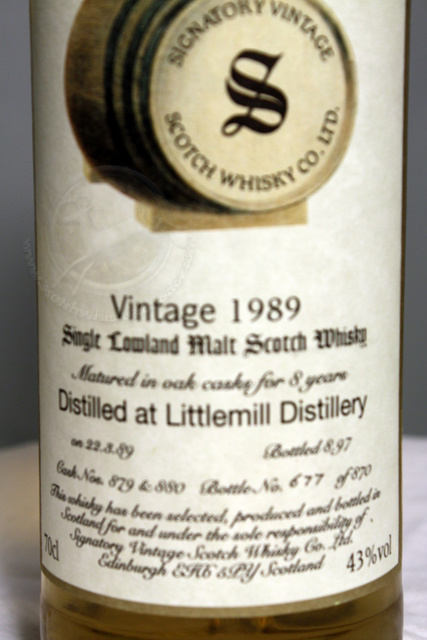 SIGNATORY VINTAGE
S
SCOTCH WHISKY CO. LTD.
Vintage 1989
Single Lowland Malt Scotch Whisky
Matured in oak casks for 8 years
Distilled at Littlemill Distillery
on 22.3.89 Bottled 8.97
Cask Nos. 879 & 880 Bottle No. 677 of 870
This whisky has been selected, produced and bottled in
Scotland for and under the sole responsibility of
Signatory Vintage Scotch Whisky Co. Ltd.
Edinburgh EH6 5PY Scotland
70cl 43%vol